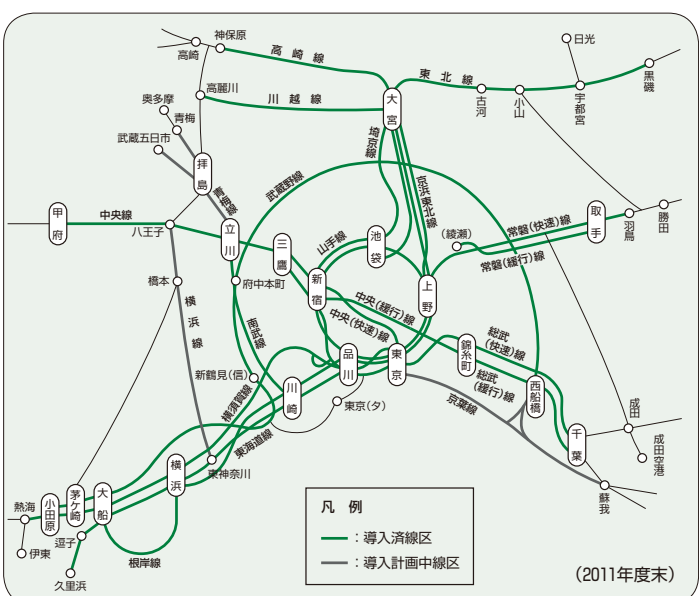 神保原
高崎
高崎線
東北線
日光
黒磯
高麗川
川越線
大宮
古河
小山
宇都宮
奥多摩
青梅
武蔵五日市
埼京線
京浜東北線
拝島
青梅線
武蔵野線
甲府
中央線
八王子
立川
三鷹
山手線
池袋
(綾瀬)
常磐(快速)線
取手
羽鳥
勝田
上野
常磐(緩行)線
新宿
橋本
府中本町
横浜線
南武線
中央(緩行)線
中央(快速)線
総武
(快速)線
新鶴見(信)
川崎
品川
東京
錦糸町
総武
(緩行)線
西船橋
横須賀線
東京(タ)
京葉線
千葉
成田
成田空港
東海道線
東神奈川
横浜
熱海
小田原
茅ケ崎
大船
蘇我
逗子
伊東
根岸線
久里浜
凡例
:導入済線区
:導入計画中線区
(2011年度末)